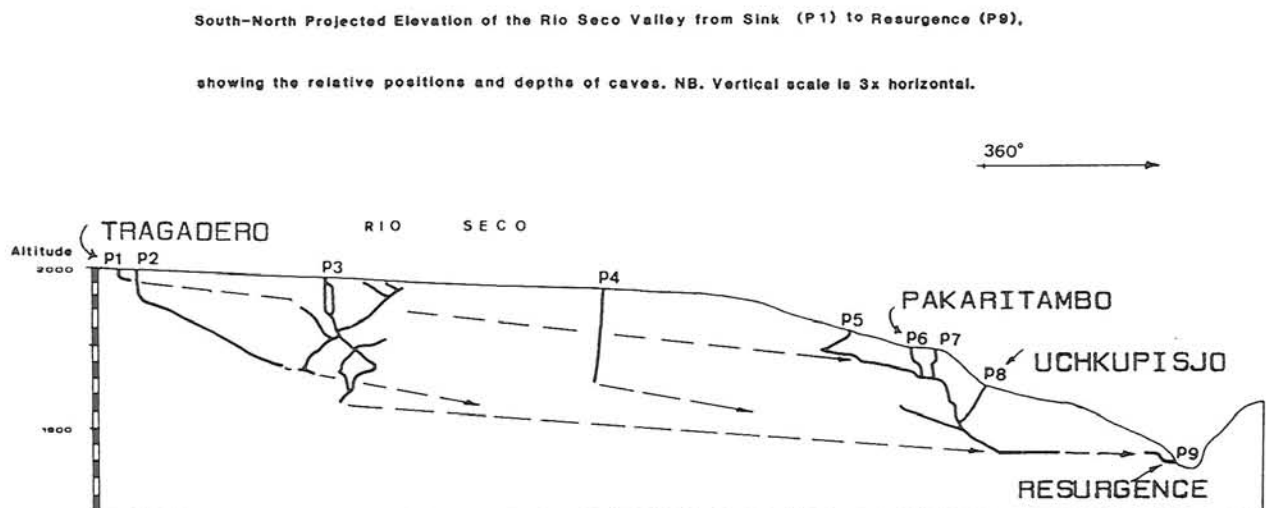 South-North Projected Elevation of the Rio Seco Valley from Sink (P1) to Resurgence (P9),
showing the relative positions and depths of caves. NB. Vertical scale is 3x horizontal.
360°
TRAGADERO
RIO SECO
Altitude
P1
P2
2000
P3
P4
PAKARITAMBO
P5
P6
P7
UCHKUPISJO
P8
1900
P9
RESURGENCE